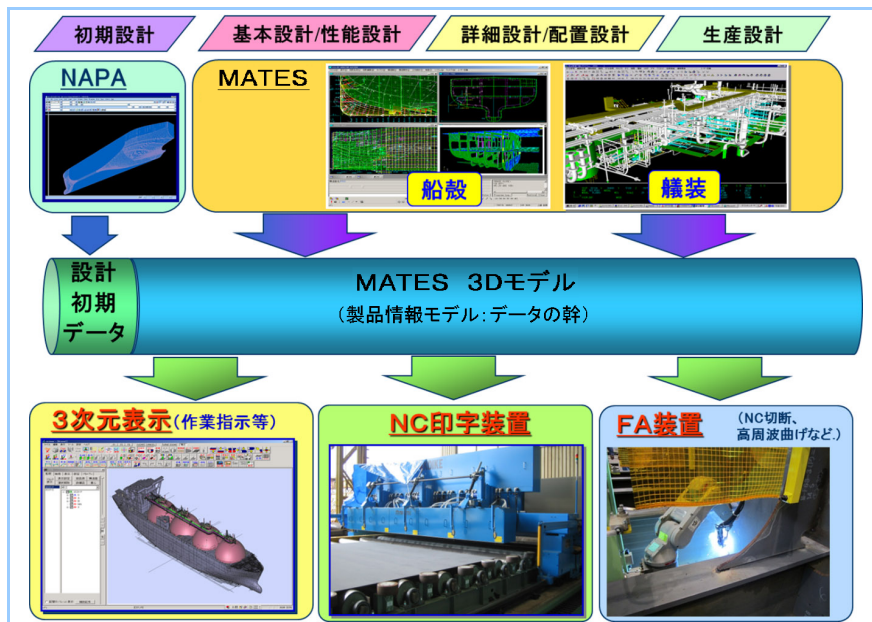 初期設計
基本設計/性能設計
詳細設計/配置設計
生産設計
NAPA
MATES
船殻
艤装
設計
初期
データ
MATES 3Dモデル
(製品情報モデル:データの幹)
3次元表示(作業指示等)
NC印字装置
FA装置
(NC切断、
高周波曲げなど.)